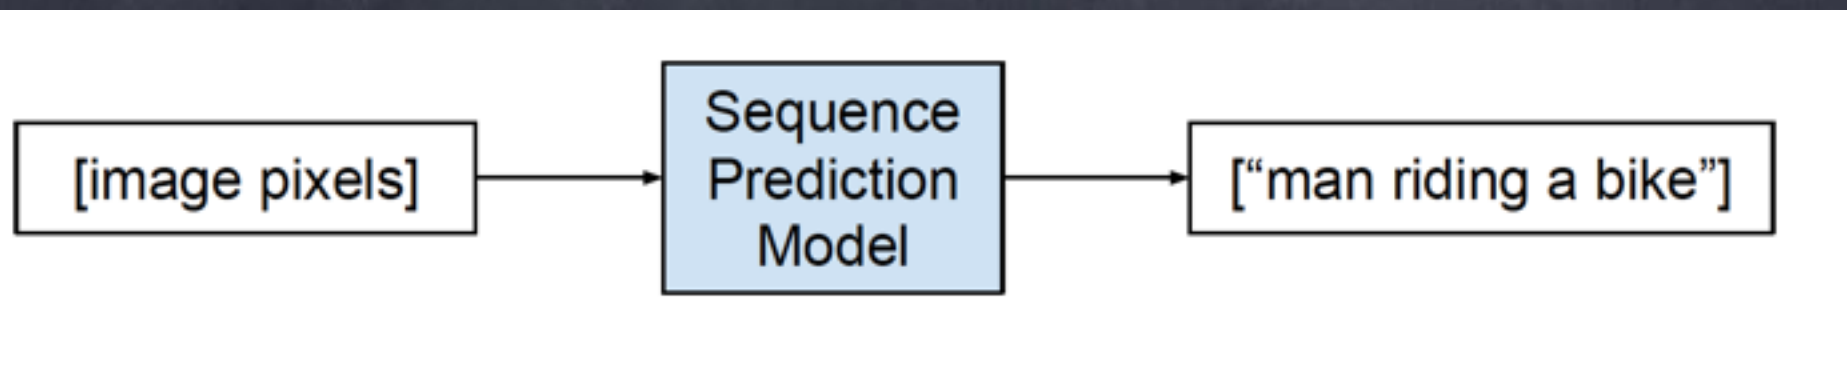 [image pixels]
Sequence
Prediction
Model
[“man riding a bike”]